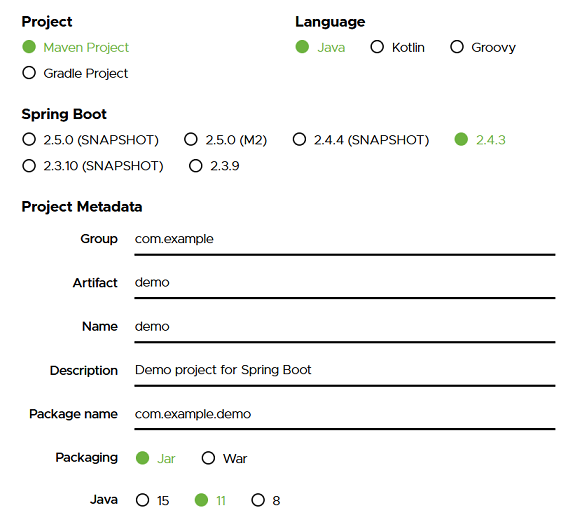 Project
Maven Project
Gradle Project
Language
Java Kotlin Groovy
Spring Boot
2.5.0 (SNAPSHOT) 2.5.0 (M2) 2.4.4 (SNAPSHOT) 2.4.3
2.3.10 (SNAPSHOT) 2.3.9
Project Metadata
Group com.example
Artifact demo
Name demo
Description Demo project for Spring Boot
Package name com.example.demo
Packaging Jar War
Java 15 11 8